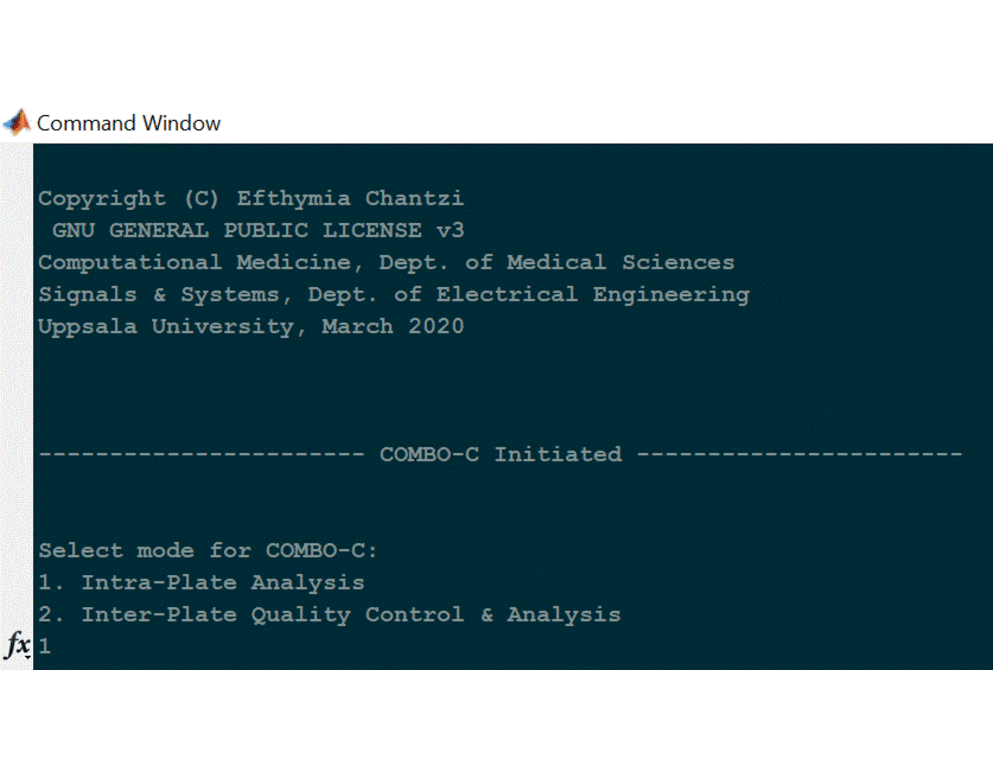 Command Window
Copyright (C) Efthymia Chantzi
GNU GENERAL PUBLIC LICENSE v3
Computational Medicine, Dept. of Medical Sciences
Signals & Systems, Dept. of Electrical Engineering
Uppsala University, March 2020
----------------------- COMBO-C Initiated -----------------------
Select mode for COMBO-C:
1. Intra-Plate Analysis
2. Inter-Plate Quality Control & Analysis
fx 1